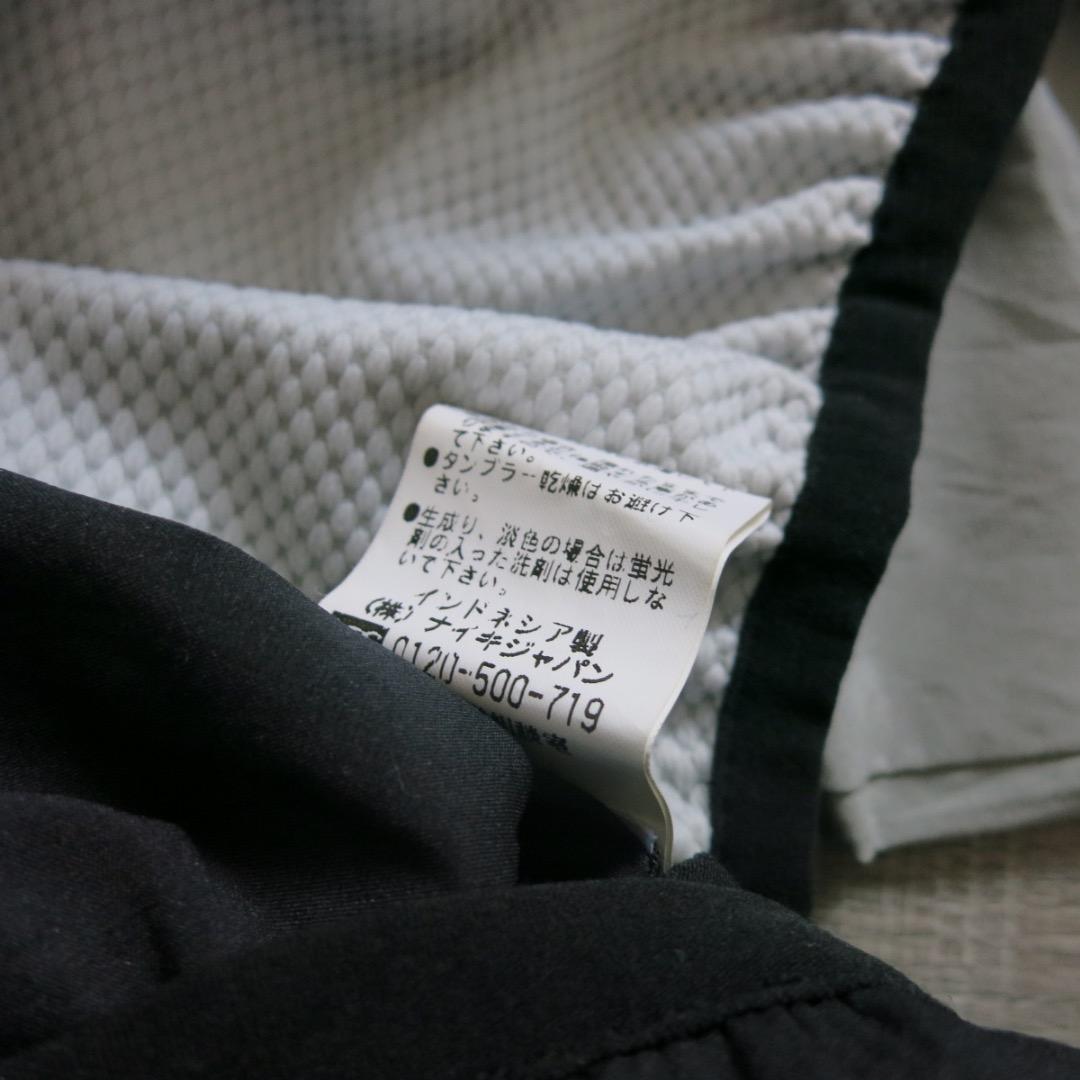 て下さい。
●タンブラー乾燥はお避け下
さい。
●生成り、淡色の場合は蛍光
剤の入った洗剤は使用しな
いて下さい。
インドネシア製
(株)ナイキジャパン
0120-500-719